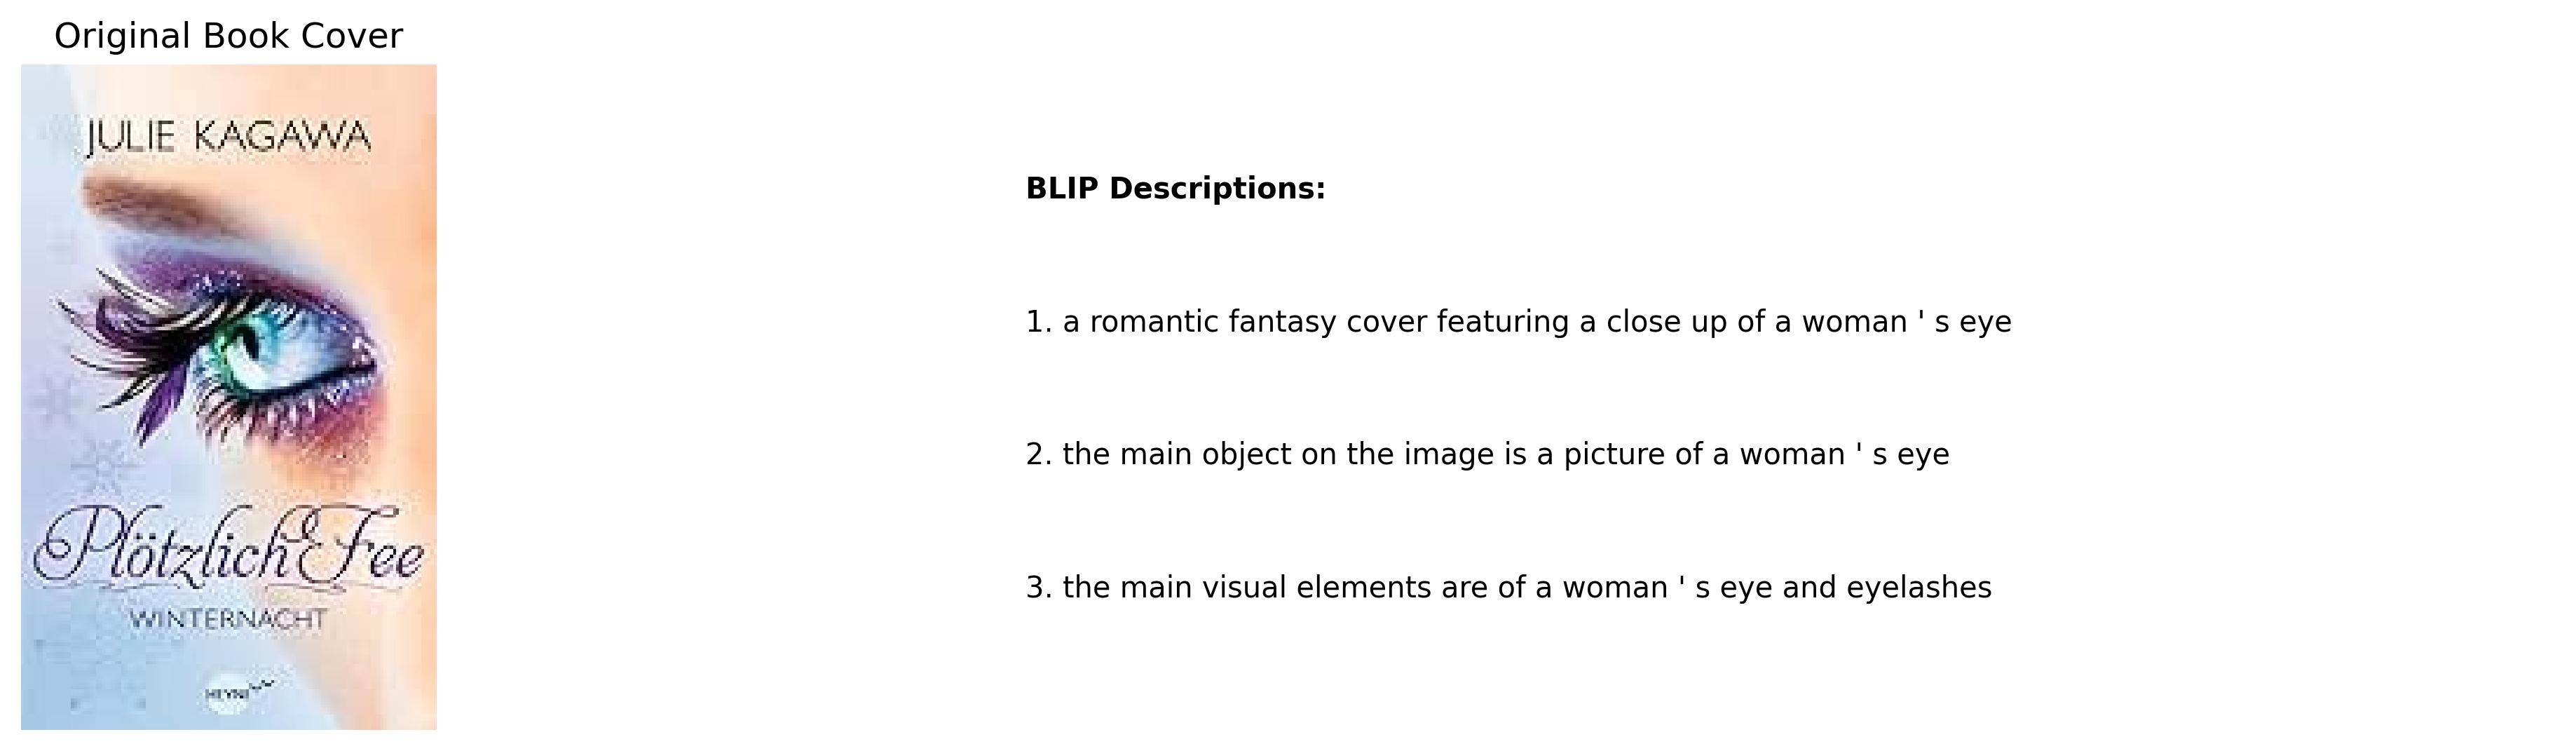 Original Book Cover
JULIE KAGAWA
Plötzlich Fee
WINTERNACHT
HEYNE
BLIP Descriptions:
1. a romantic fantasy cover featuring a close up of a woman ' s eye
2. the main object on the image is a picture of a woman ' s eye
3. the main visual elements are of a woman ' s eye and eyelashes